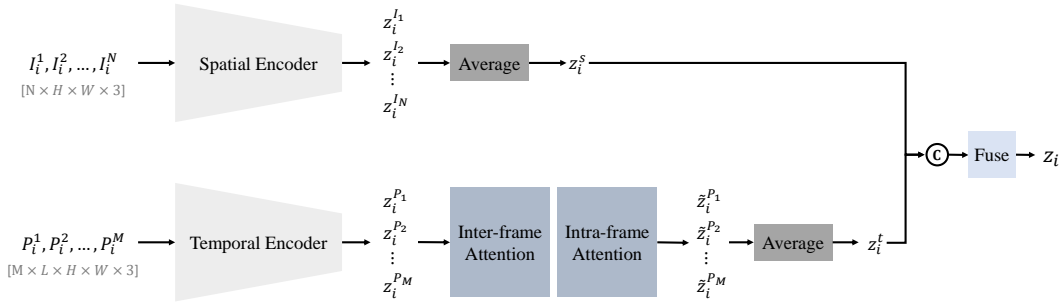 I_i^1, I_i^2, ..., I_i^N
[N × H × W × 3]
Spatial Encoder
z_i^{I_1}
z_i^{I_2}
⋮
z_i^{I_N}
Average
z_i^s
P_i^1, P_i^2, ..., P_i^M
[M × L × H × W × 3]
Temporal Encoder
z_i^{P_1}
z_i^{P_2}
⋮
z_i^{P_M}
Inter-frame
Attention
Intra-frame
Attention
z̃_i^{P_1}
z̃_i^{P_2}
⋮
z̃_i^{P_M}
Average
z_i^t
C
Fuse
z_i